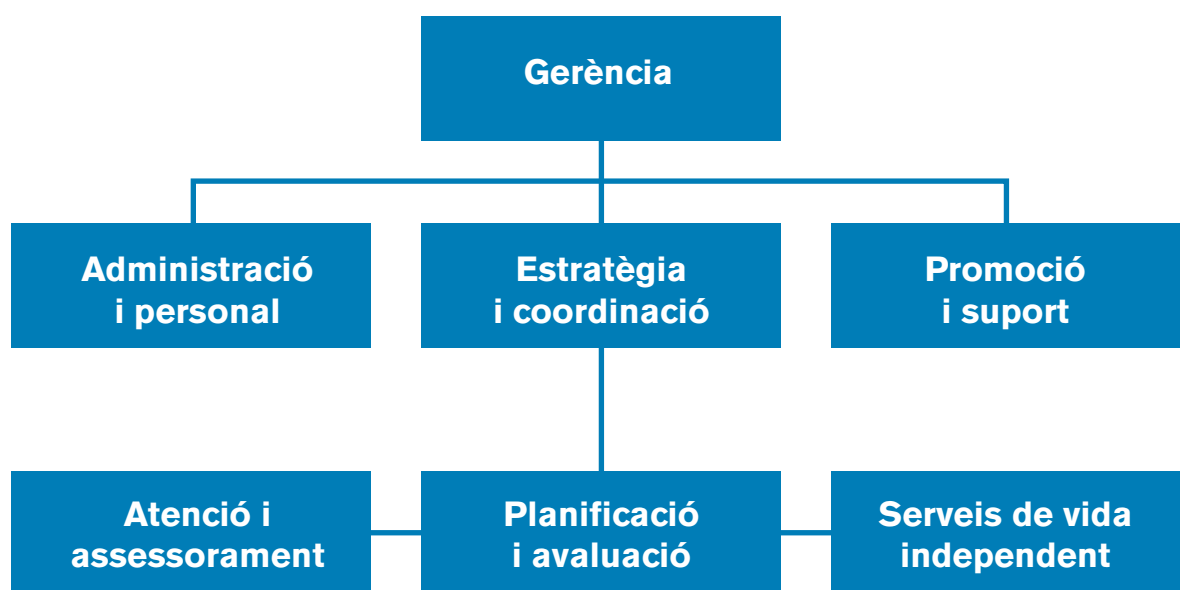 Gerència
Administració
i personal
Estratègia
i coordinació
Promoció
i suport
Atenció i
assessorament
Planificació
i avaluació
Serveis de vida
independent